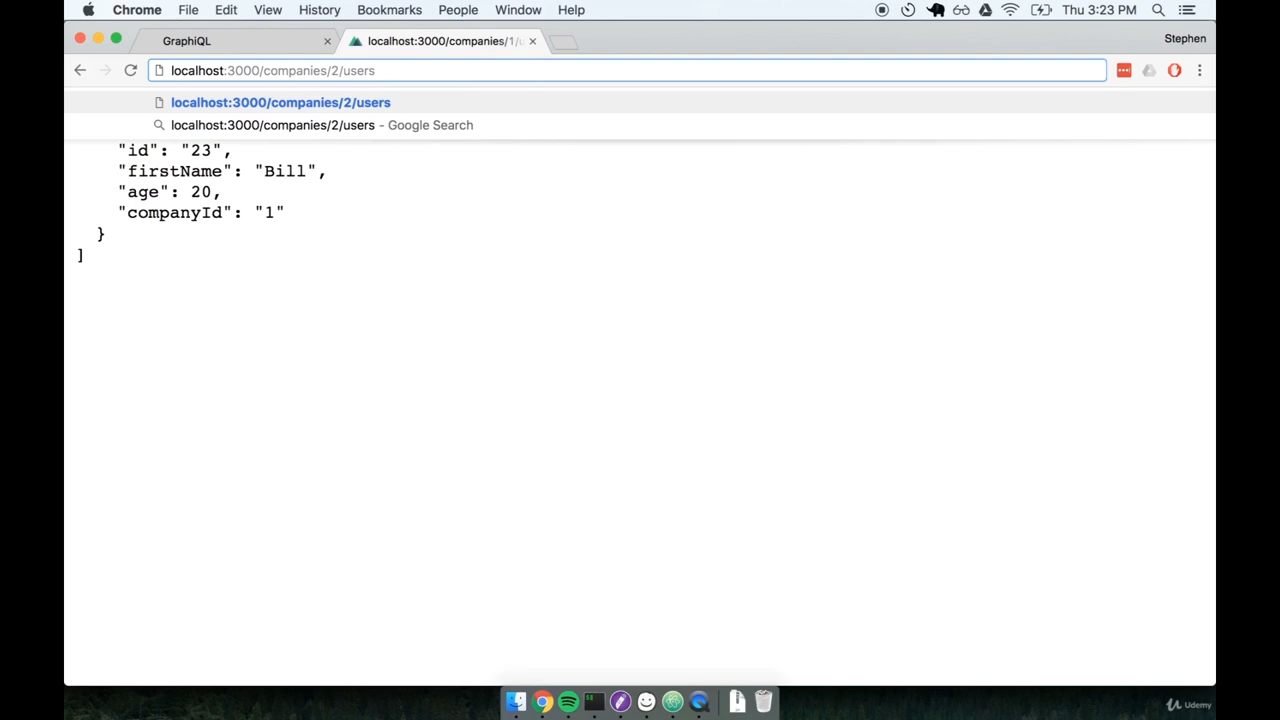 Chrome File Edit View History Bookmarks People Window Help Thu 3:23 PM
GraphiQL localhost:3000/companies/1/u Stephen
localhost:3000/companies/2/users
localhost:3000/companies/2/users
localhost:3000/companies/2/users - Google Search
"id": "23",
"firstName": "Bill",
"age": 20,
"companyId": "1"
}
]
Udemy